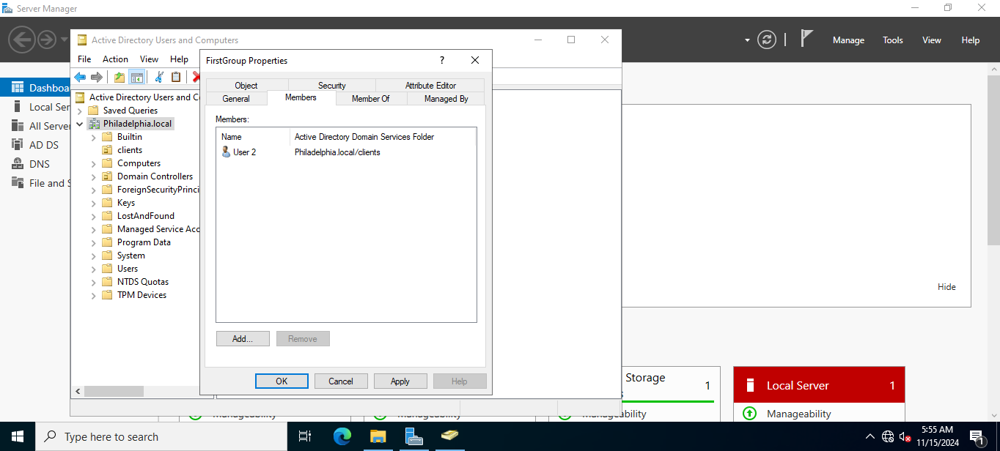 Server Manager
Manage
Tools
View
Help
Dashboa
Local Ser
All Server
AD DS
DNS
File and S
Active Directory Users and Computers
File Action View Help
Active Directory Users and C
Saved Queries
Philadelphia.local
Builtin
clients
Computers
Domain Controllers
ForeignSecurityPrinci
Keys
LostAndFound
Managed Service Acc
Program Data
System
Users
NTDS Quotas
TPM Devices
FirstGroup Properties
?
Object Security Attribute Editor
General Members Member Of Managed By
Members:
Name Active Directory Domain Services Folder
User 2 Philadelphia.local/clients
Add... Remove
OK Cancel Apply Help
Hide
Storage 1
Manageability
Manageability
Manageability
Local Server 1
Manageability
Type here to search
5:55 AM
11/15/2024
1